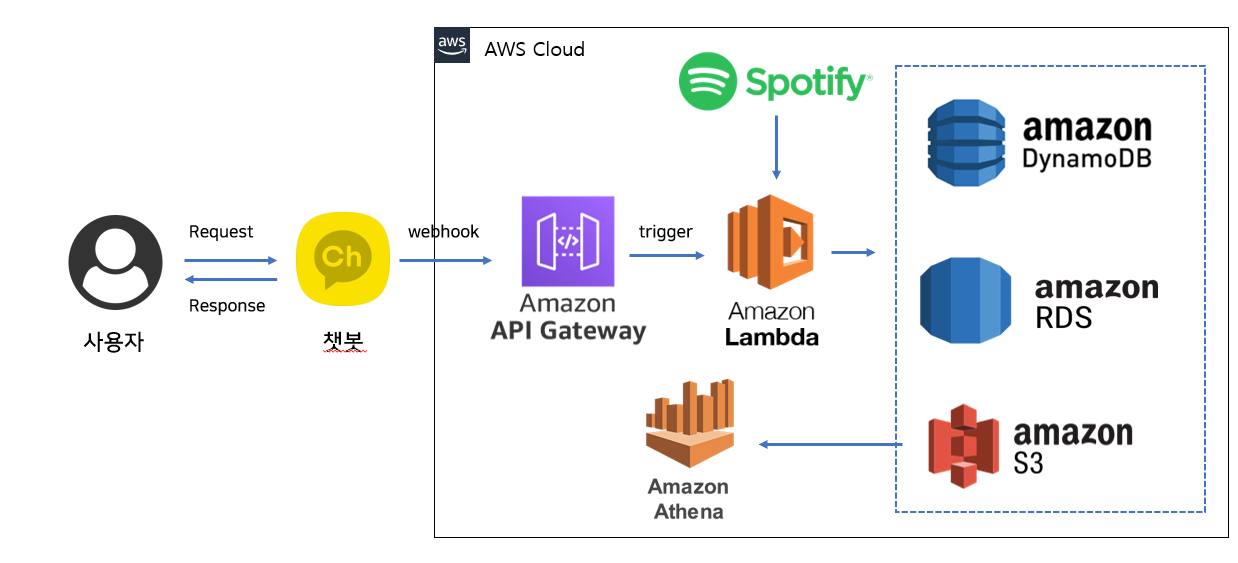 aws
AWS Cloud
Spotify®
amazon
DynamoDB
Request
Ch
webhook
trigger
Response
사용자
챗봇
Amazon
API Gateway
Amazon
Lambda
amazon
RDS
Amazon
Athena
amazon
S3